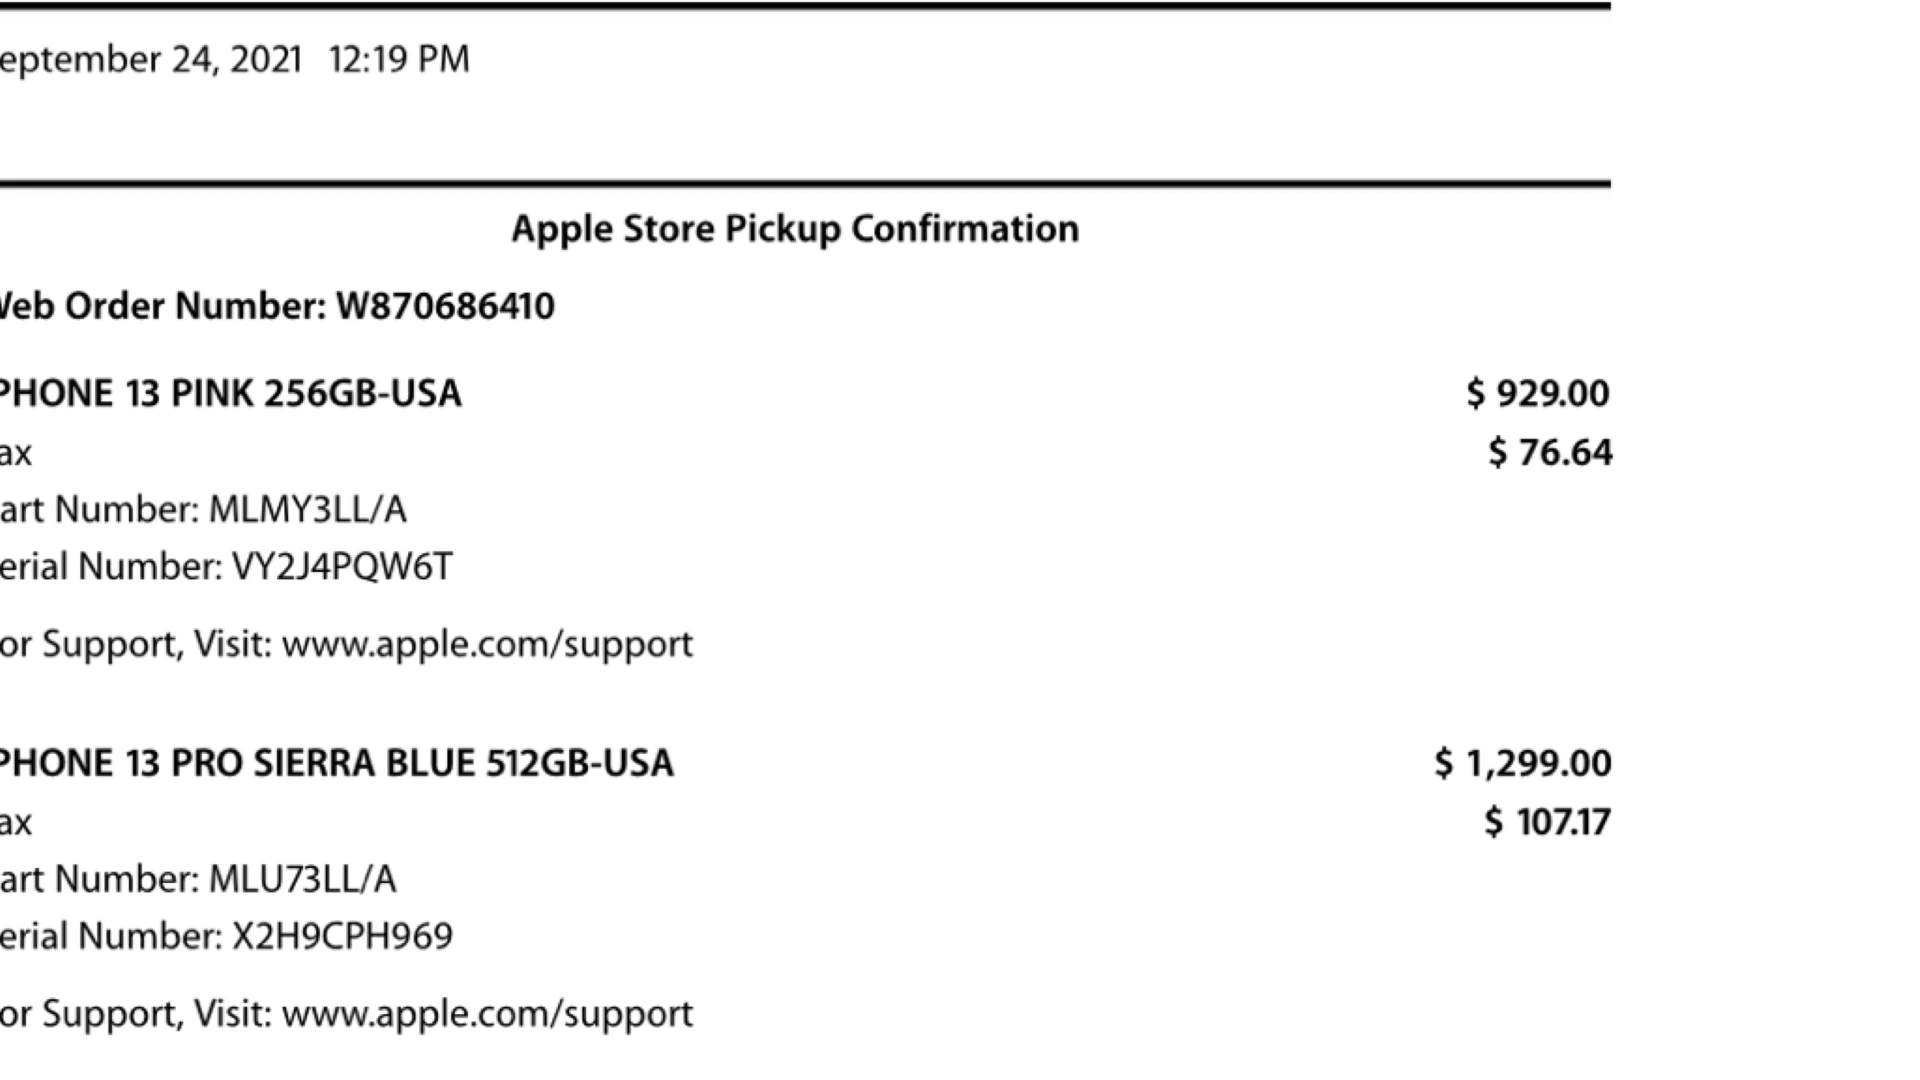 eptember 24, 2021 12:19 PM
Apple Store Pickup Confirmation
Web Order Number: W870686410
PHONE 13 PINK 256GB-USA $ 929.00
ax $ 76.64
art Number: MLMY3LL/A
erial Number: VY2J4PQW6T
or Support, Visit: www.apple.com/support
PHONE 13 PRO SIERRA BLUE 512GB-USA $ 1,299.00
ax $ 107.17
art Number: MLU73LL/A
erial Number: X2H9CPH969
or Support, Visit: www.apple.com/support